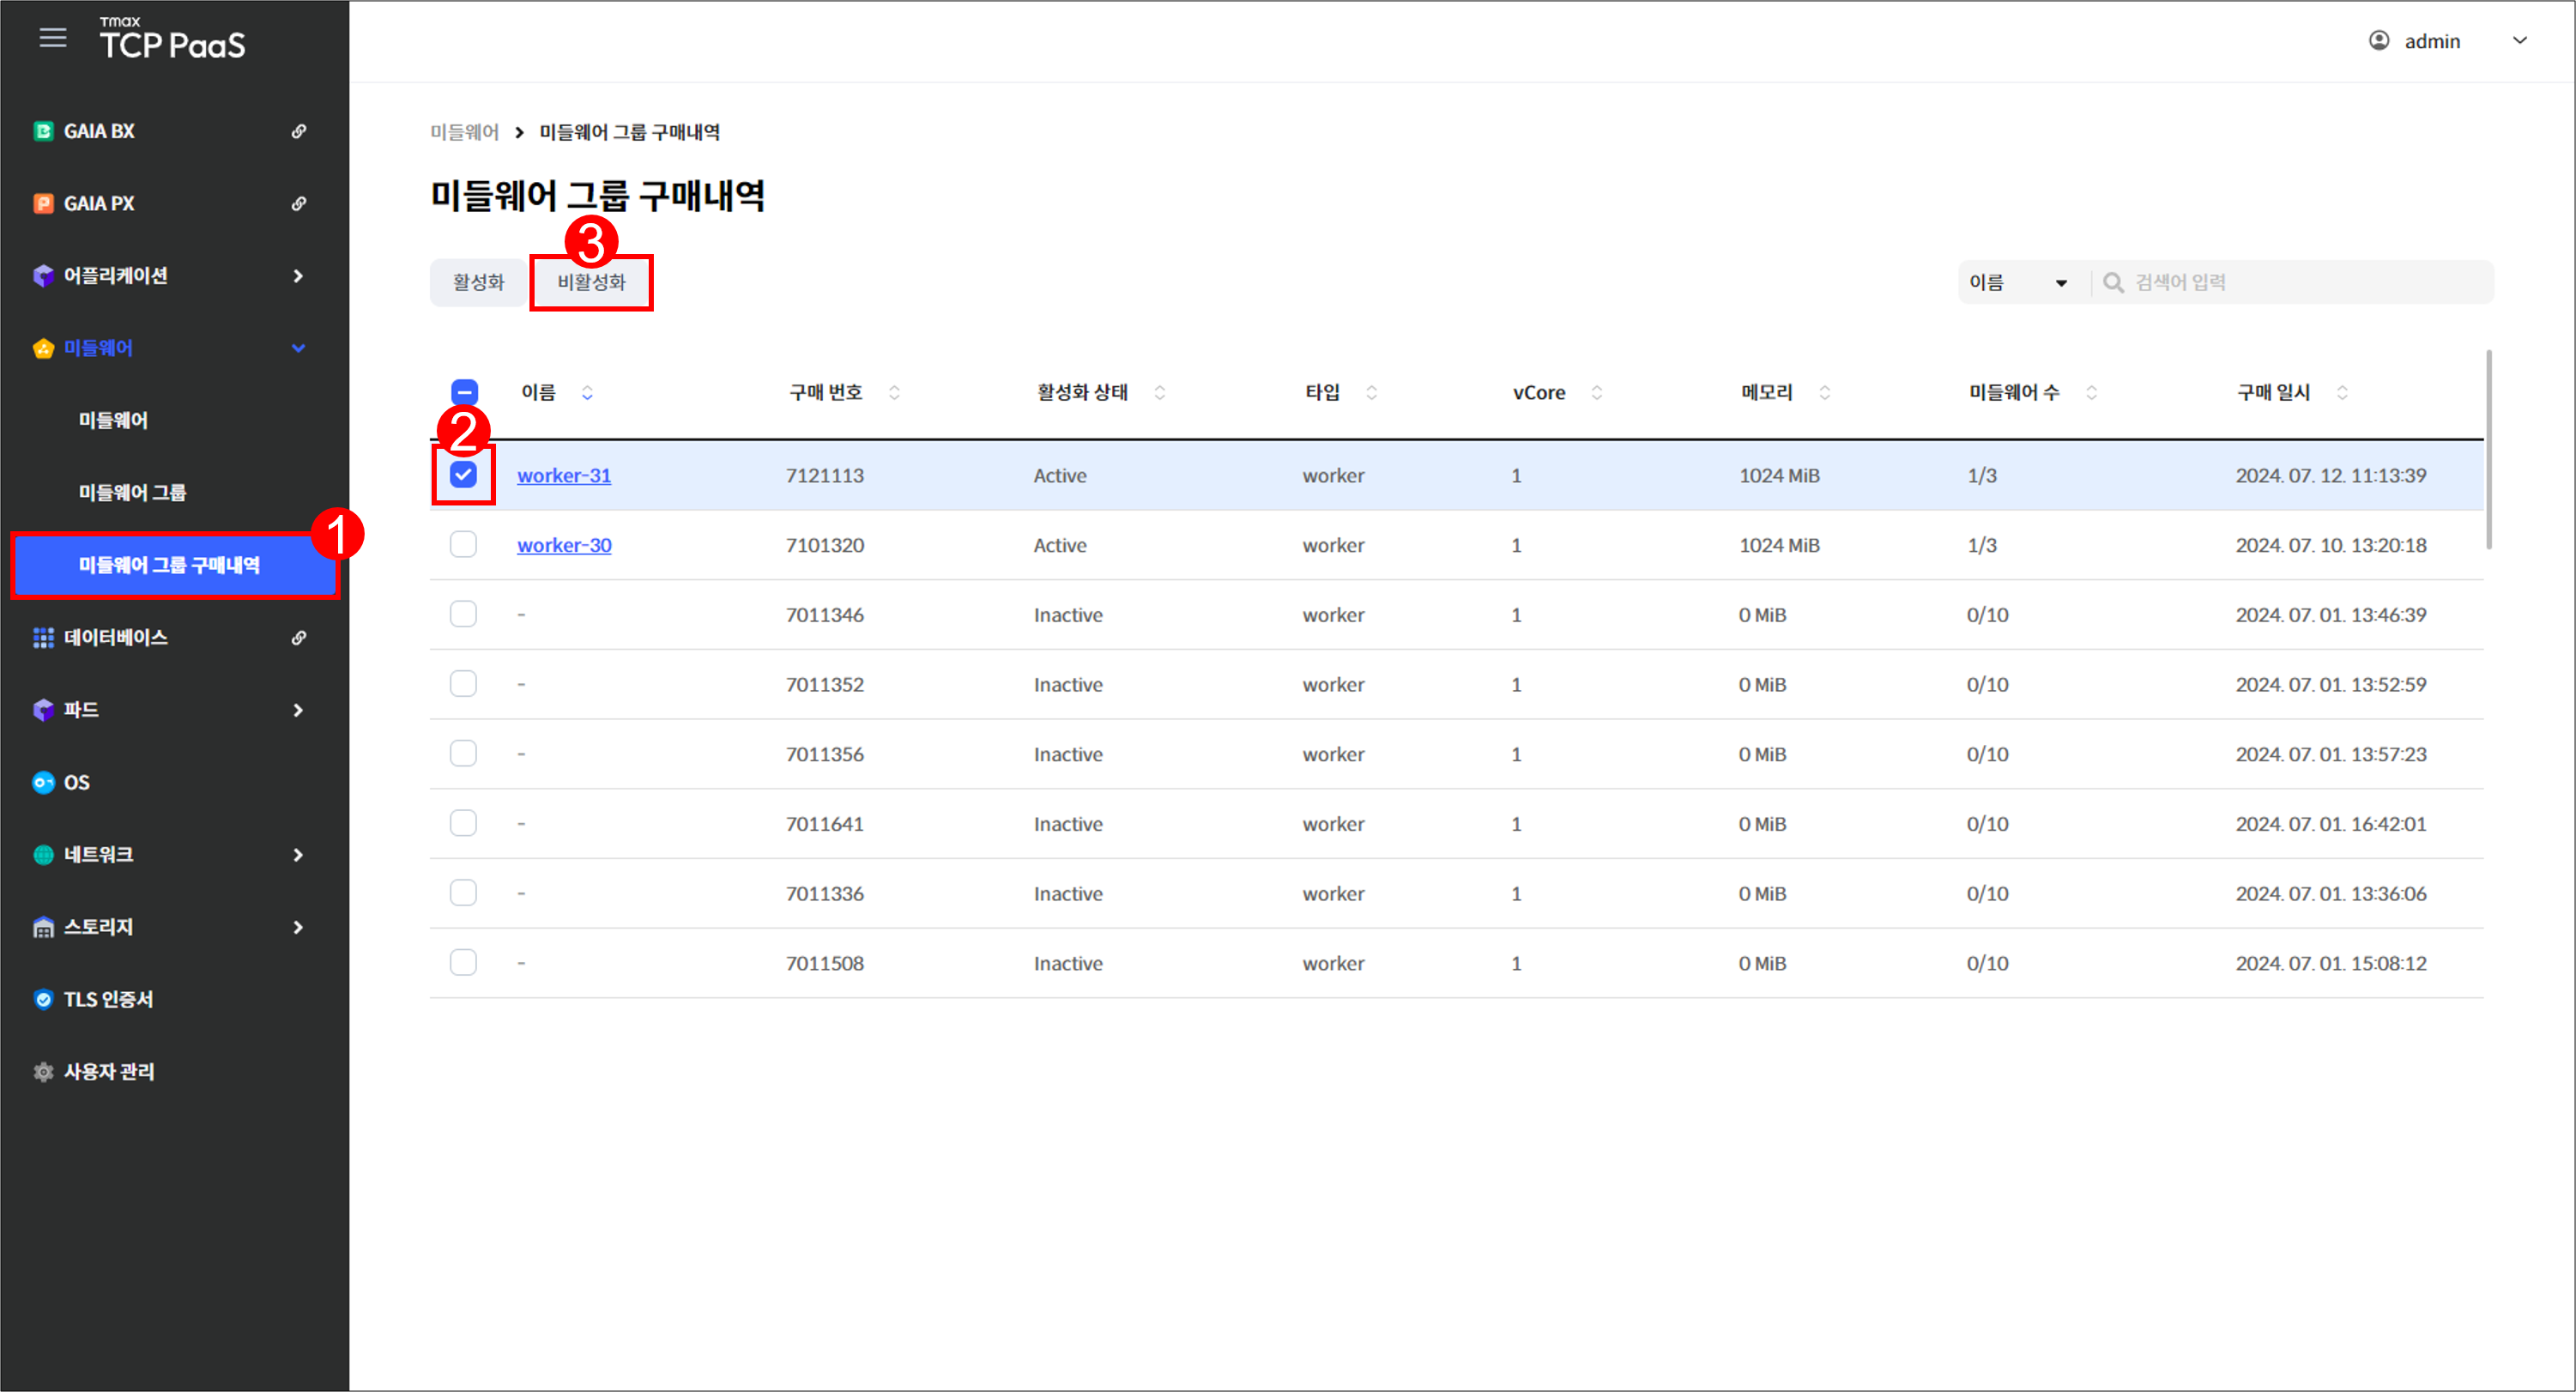 Tmax
TCP PaaS
admin
GAIA BX
GAIA PX
어플리케이션
미들웨어
미들웨어
미들웨어 그룹
1
미들웨어 그룹 구매내역
데이터베이스
파드
OS
네트워크
스토리지
TLS 인증서
사용자 관리
미들웨어 > 미들웨어 그룹 구매내역
미들웨어 그룹 구매내역
3
활성화 비활성화 이름 검색어 입력
이름 구매 번호 활성화 상태 타입 vCore 메모리 미들웨어 수 구매 일시
2
worker-31 7121113 Active worker 1 1024 MiB 1/3 2024. 07. 12. 11:13:39
worker-30 7101320 Active worker 1 1024 MiB 1/3 2024. 07. 10. 13:20:18
- 7011346 Inactive worker 1 0 MiB 0/10 2024. 07. 01. 13:46:39
- 7011352 Inactive worker 1 0 MiB 0/10 2024. 07. 01. 13:52:59
- 7011356 Inactive worker 1 0 MiB 0/10 2024. 07. 01. 13:57:23
- 7011641 Inactive worker 1 0 MiB 0/10 2024. 07. 01. 16:42:01
- 7011336 Inactive worker 1 0 MiB 0/10 2024. 07. 01. 13:36:06
- 7011508 Inactive worker 1 0 MiB 0/10 2024. 07. 01. 15:08:12